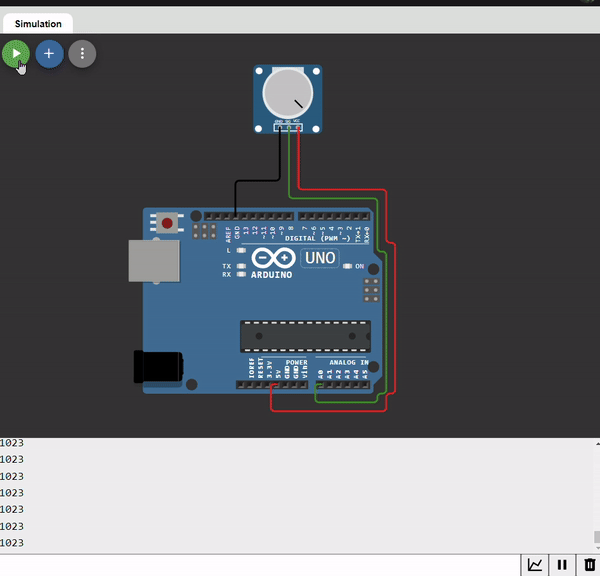 Simulation
GND SIG VCC
AREF
GND
13
12
~11
~10
~9
8
7
~6
~5
4
~3
2
TX→1
RX←0
DIGITAL (PWM ~)
L
TX
RX
ARDUINO
UNO
ON
IOREF
RESET
3.3V
5V
GND
GND
Vin
POWER
ANALOG IN
A0
A1
A2
A3
A4
A5
1023
1023
1023
1023
1023
1023
1023